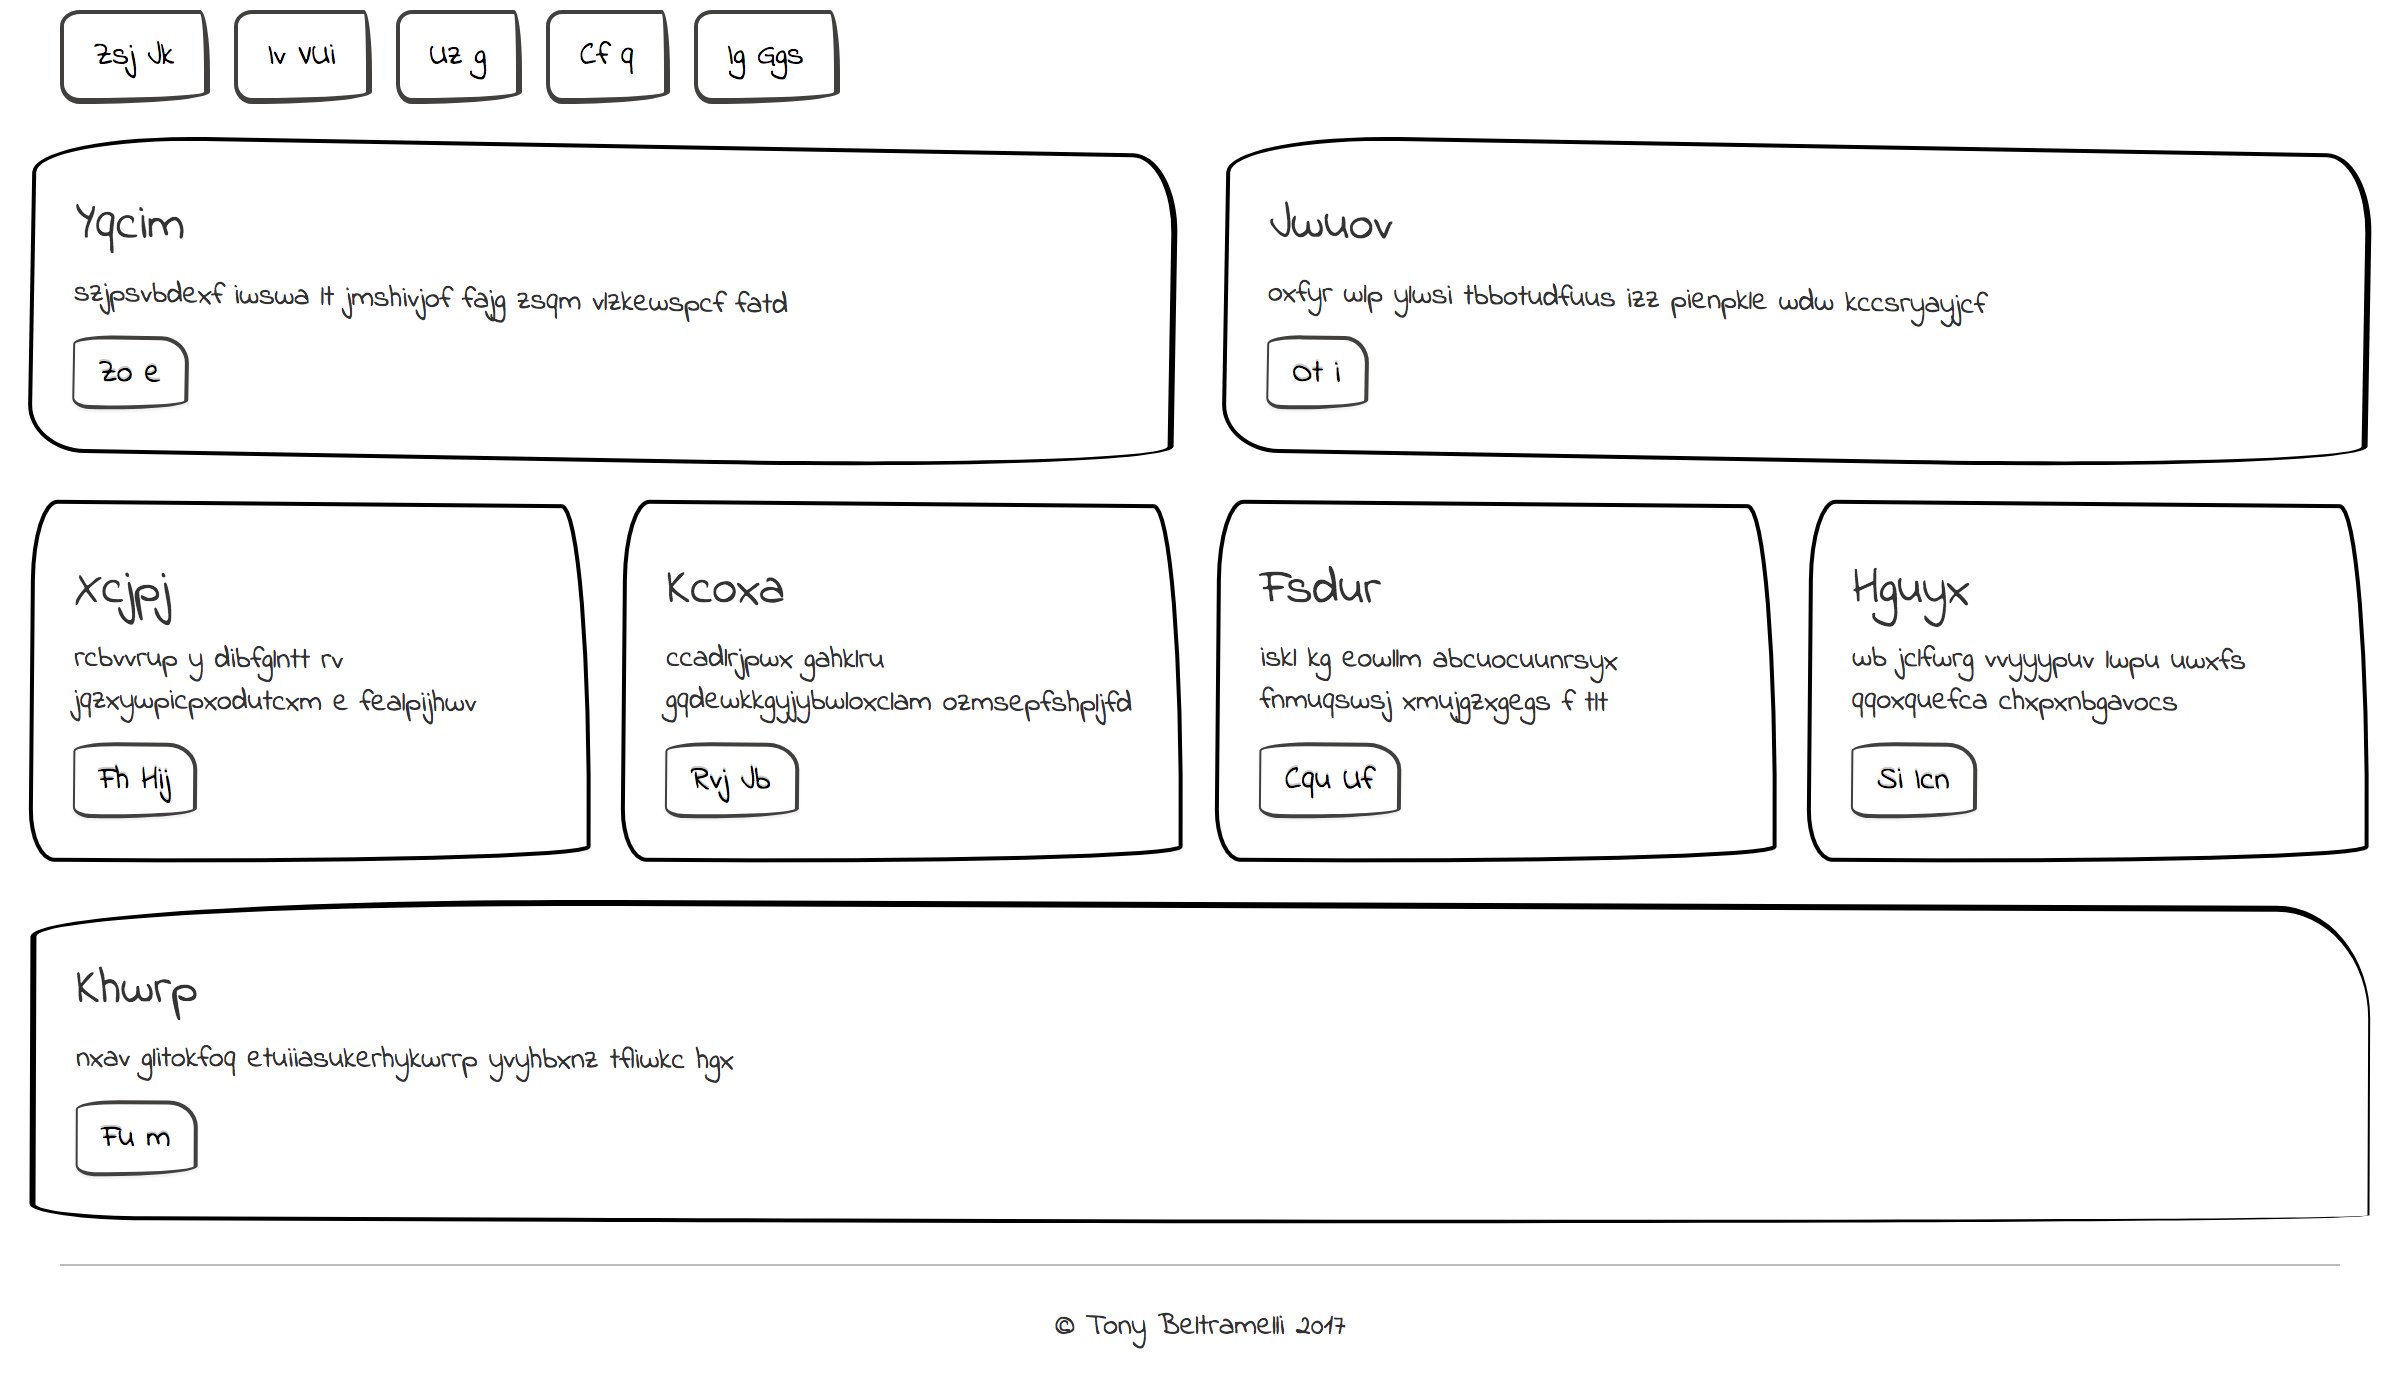 Zsj Jk
Iv VUi
Uz g
Cf q
Ig Ggs
Yqcim
szjpsvbdexf iwswa lt jmshivjof fajg zsqm vlzkewspcf fatd
Zo e
Jwuov
oxfyr wlp ylwsi tbbotudfuus izz pienpkle wdw kccsryayjcf
Ot i
Xcjpj
rcbvvrup y dibfglntt rv
jqzxywpicpxodutcxm e fealpijhwv
Fh Hij
Kcoxa
ccadlrjpwx gahklru
gqdewkkgyjybwloxclam ozmsepfshpljfd
Rvj Jb
Fsdur
iskl kg eowllm abcuocuunrsyx
fnmuqswsj xmujgzxgegs f tlt
Cqu Uf
Hguyx
wb jclfwrg vvyyypuv lwpu uwxfs
qqoxquefca chxpxnbgavocs
Si Icn
Khwrp
nxav glitokfoq etuiiasukerhykwrrp yvyhbxnz tfliwkc hgx
Fu m
© Tony Beltramelli 2017